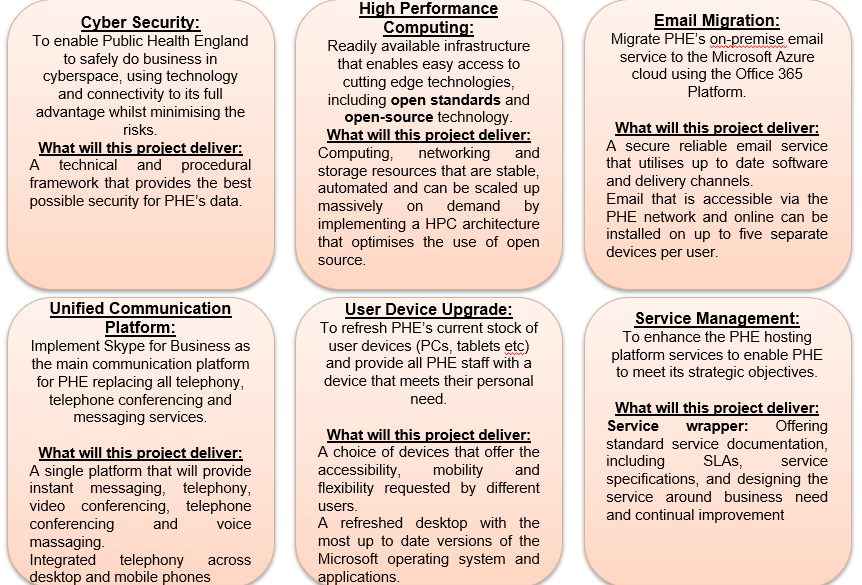 Cyber Security:
To enable Public Health England
to safely do business in
cyberspace, using technology
and connectivity to its full
advantage whilst minimising the
risks.
What will this project deliver:
A technical and procedural
framework that provides the best
possible security for PHE's data.
High Performance
Computing:
Readily available infrastructure
that enables easy access to
cutting edge technologies,
including open standards and
open-source technology.
What will this project deliver:
Computing, networking and
storage resources that are stable,
automated and can be scaled up
massively on demand by
implementing a HPC architecture
that optimises the use of open
source.
Email Migration:
Migrate PHE's on-premise email
service to the Microsoft Azure
cloud using the Office 365
Platform.
What will this project deliver:
A secure reliable email service
that utilises up to date software
and delivery channels.
Email that is accessible via the
PHE network and online can be
installed on up to five separate
devices per user.
Unified Communication
Platform:
Implement Skype for Business as
the main communication platform
for PHE replacing all telephony,
telephone conferencing and
messaging services.
What will this project deliver:
A single platform that will provide
instant messaging, telephony,
video conferencing, telephone
conferencing and voice
massaging.
Integrated telephony across
desktop and mobile phones
User Device Upgrade:
To refresh PHE's current stock of
user devices (PCs, tablets etc)
and provide all PHE staff with a
device that meets their personal
need.
What will this project deliver:
A choice of devices that offer the
accessibility, mobility and
flexibility requested by different
users.
A refreshed desktop with the
most up to date versions of the
Microsoft operating system and
applications.
Service Management:
To enhance the PHE hosting
platform services to enable PHE
to meet its strategic objectives.
What will this project deliver:
Service wrapper: Offering
standard service documentation,
including SLAs, service
specifications, and designing the
service around business need
and continual improvement